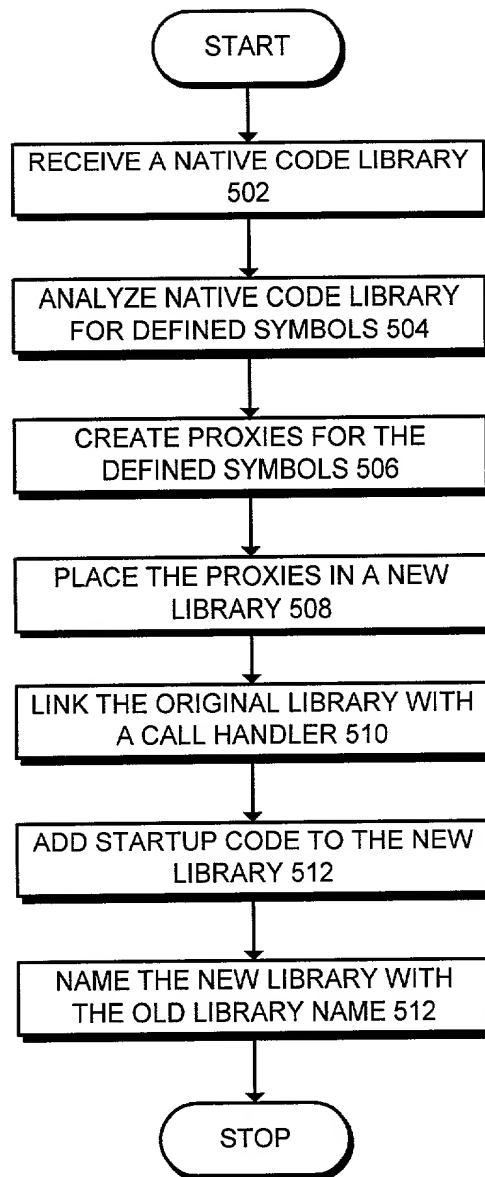 START
RECEIVE A NATIVE CODE LIBRARY
502
ANALYZE NATIVE CODE LIBRARY
FOR DEFINED SYMBOLS 504
CREATE PROXIES FOR THE
DEFINED SYMBOLS 506
PLACE THE PROXIES IN A NEW
LIBRARY 508
LINK THE ORIGINAL LIBRARY WITH
A CALL HANDLER 510
ADD STARTUP CODE TO THE NEW
LIBRARY 512
NAME THE NEW LIBRARY WITH
THE OLD LIBRARY NAME 512
STOP